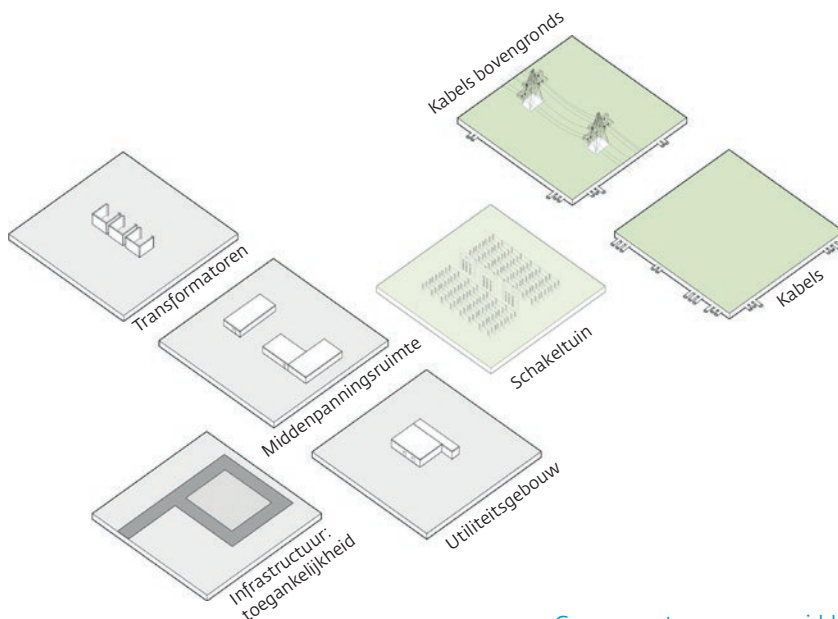 Kabels bovengronds
Transformatoren
Kabels
Schakeltuin
Middenpanningsruimte
Utiliteitsgebouw
Infrastructuur:
toegankelijkheid